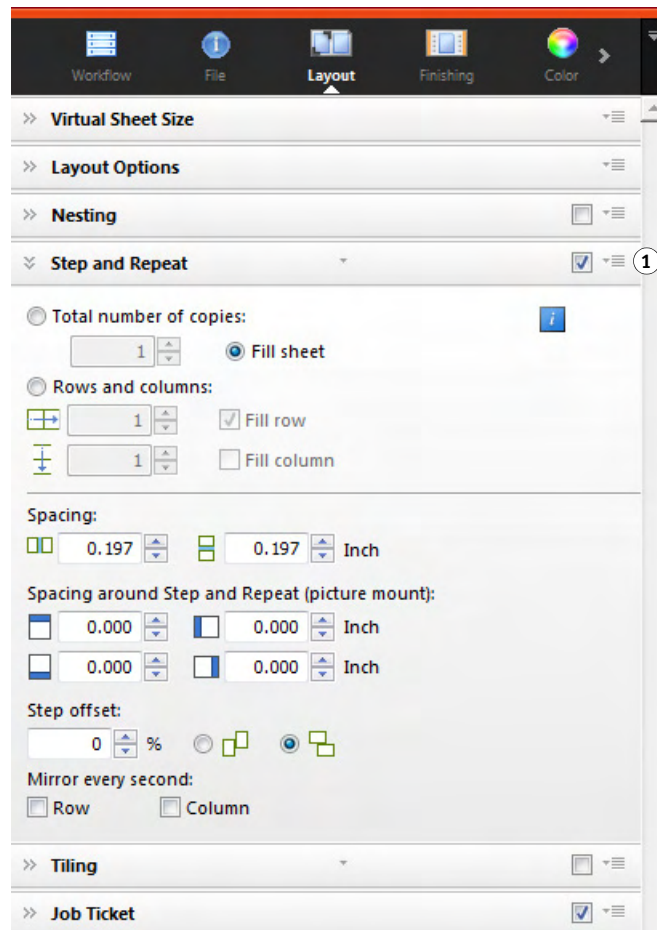 Workflow File Layout Finishing Color
Virtual Sheet Size
Layout Options
Nesting
Step and Repeat 1
Total number of copies:
1 Fill sheet
Rows and columns:
1 Fill row
1 Fill column
Spacing:
0.197 0.197 Inch
Spacing around Step and Repeat (picture mount):
0.000 0.000 Inch
0.000 0.000 Inch
Step offset:
0 %
Mirror every second:
Row Column
Tiling
Job Ticket